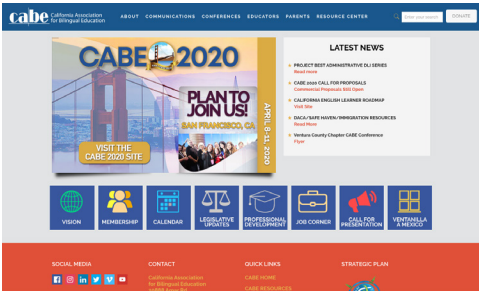 cabe California Association
for Bilingual Education
ABOUT COMMUNICATIONS CONFERENCES EDUCATORS PARENTS RESOURCE CENTER
Enter your search
DONATE
CABE 2020
PLAN TO
JOIN US!
SAN FRANCISCO, CA
APRIL 8-11, 2020
VISIT THE
CABE 2020 SITE
LATEST NEWS
PROJECT BEST ADMINISTRATIVE DLI SERIES
Read more
CABE 2020 CALL FOR PROPOSALS
Commercial Proposals Still Open
CALIFORNIA ENGLISH LEARNER ROADMAP
Visit Site
DACA/SAFE HAVEN/IMMIGRATION RESOURCES
Read More
Ventura County Chapter CABE Conference
Flyer
VISION
MEMBERSHIP
CALENDAR
LEGISLATIVE
UPDATES
PROFESSIONAL
DEVELOPMENT
JOB CORNER
CALL FOR
PRESENTATION
VENTANILLA
A MEXICO
SOCIAL MEDIA
CONTACT
QUICK LINKS
STRATEGIC PLAN
California Association
for Bilingual Education
CABE HOME
CABE RESOURCES